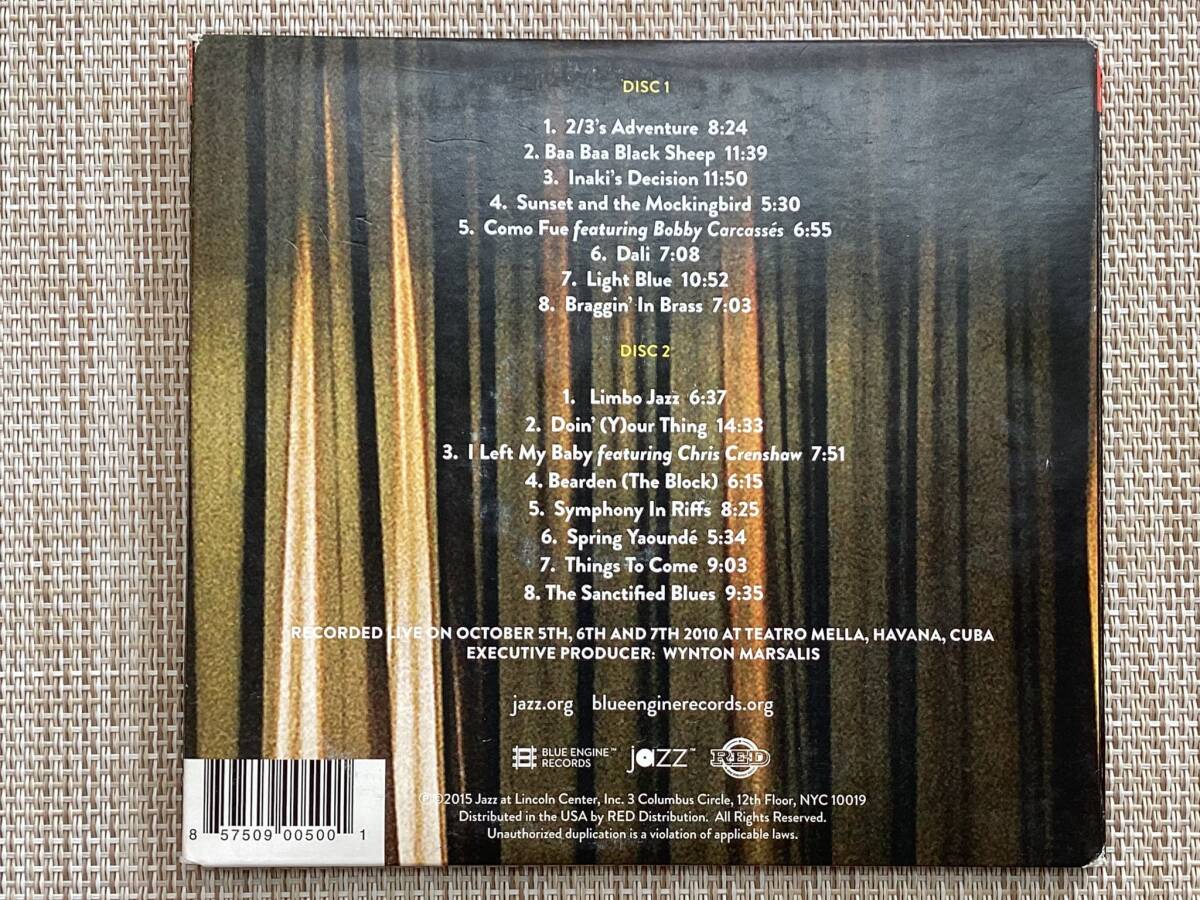 DISC 1
1. 2/3's Adventure 8:24
2. Baa Baa Black Sheep 11:39
3. Inaki's Decision 11:50
4. Sunset and the Mockingbird 5:30
5. Como Fue featuring Bobby Carcassés 6:55
6. Dali 7:08
7. Light Blue 10:52
8. Braggin' In Brass 7:03
DISC 2
1. Limbo Jazz 6:37
2. Doin' (Y)our Thing 14:33
3. I Left My Baby featuring Chris Crenshaw 7:51
4. Bearden (The Block) 6:15
5. Symphony In Riffs 8:25
6. Spring Yaoundé 5:34
7. Things To Come 9:03
8. The Sanctified Blues 9:35
RECORDED LIVE ON OCTOBER 5TH, 6TH AND 7TH 2010 AT TEATRO MELLA, HAVANA, CUBA
EXECUTIVE PRODUCER: WYNTON MARSALIS
jazz.org blueenginerecords.org
BLUE ENGINE™
RECORDS
jazz™
RED
℗©2015 Jazz at Lincoln Center, Inc. 3 Columbus Circle, 12th Floor, NYC 10019
Distributed in the USA by RED Distribution. All Rights Reserved.
Unauthorized duplication is a violation of applicable laws.
8 57509 00500 1